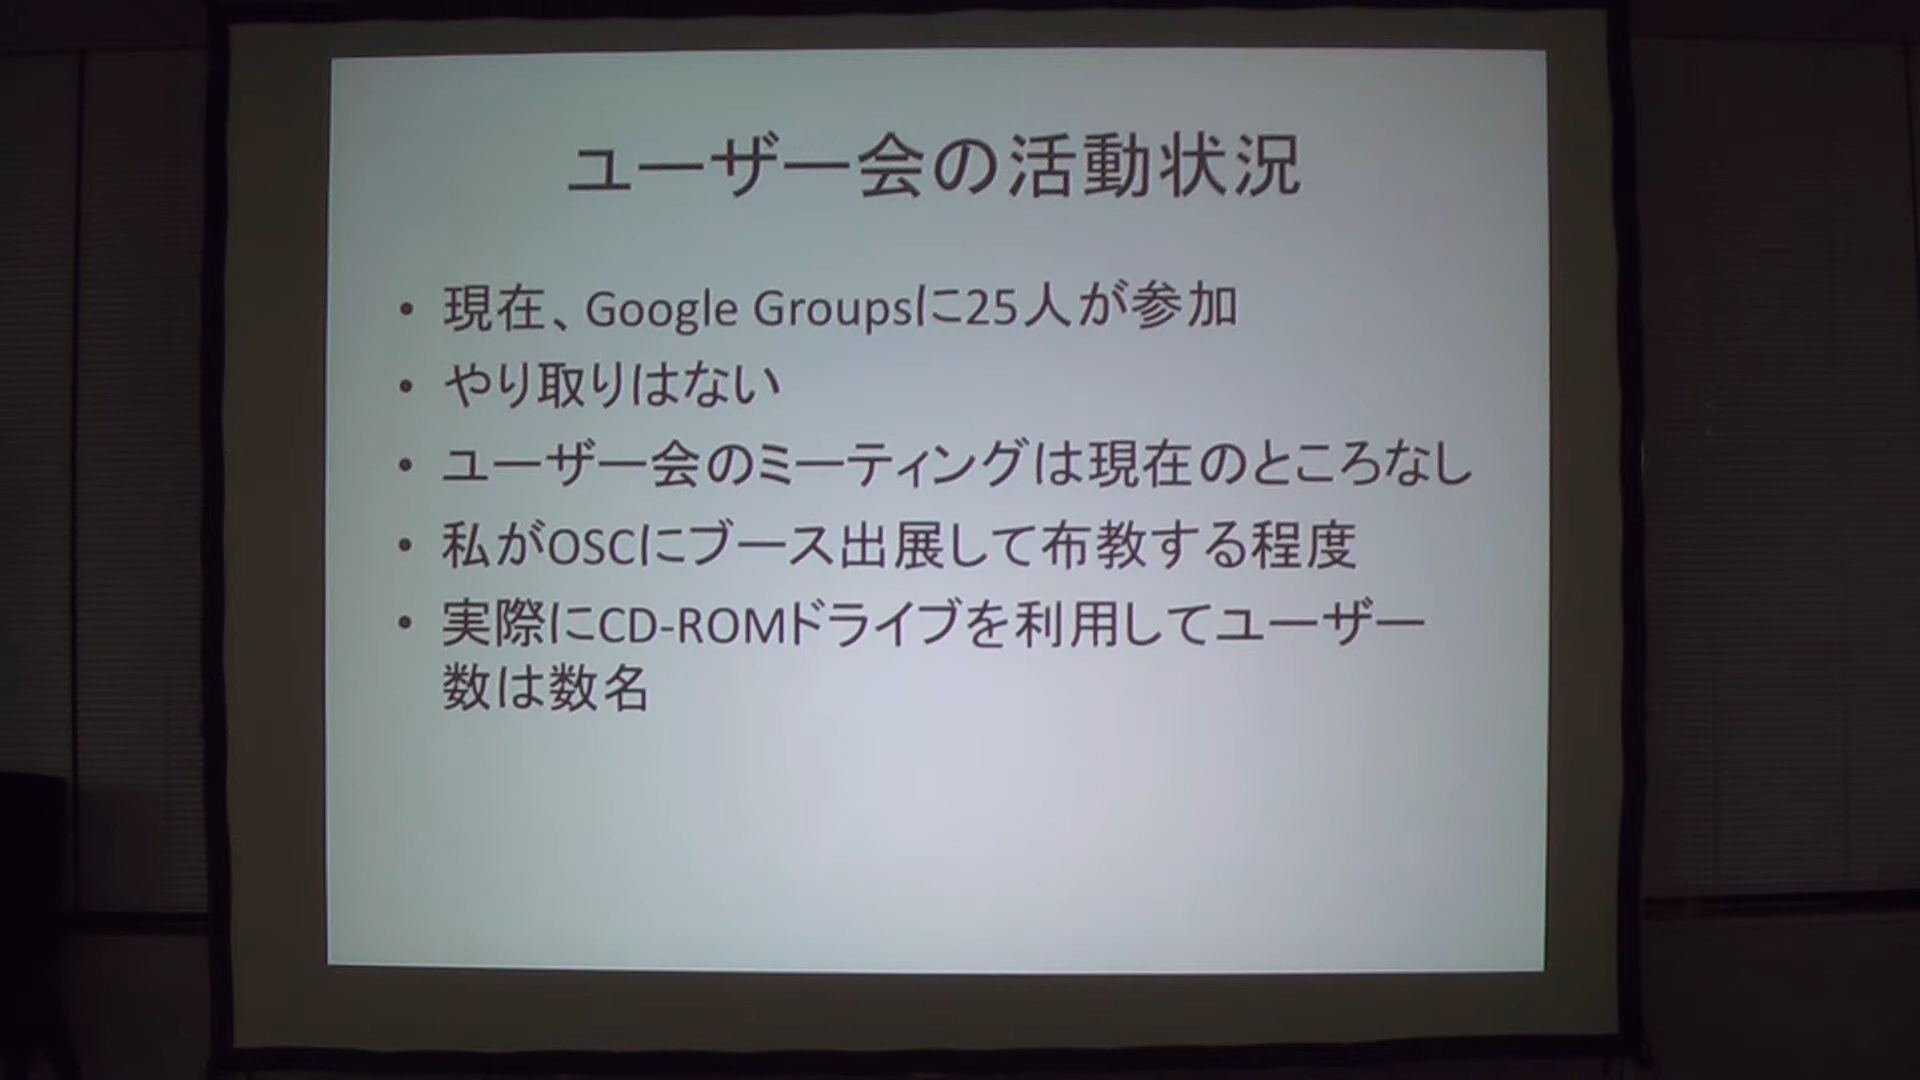 ユーザー会の活動状況
• 現在、Google Groupsに25人が参加
• やり取りはない
• ユーザー会のミーティングは現在のところなし
• 私がOSCにブース出展して布教する程度
• 実際にCD-ROMドライブを利用してユーザー
数は数名